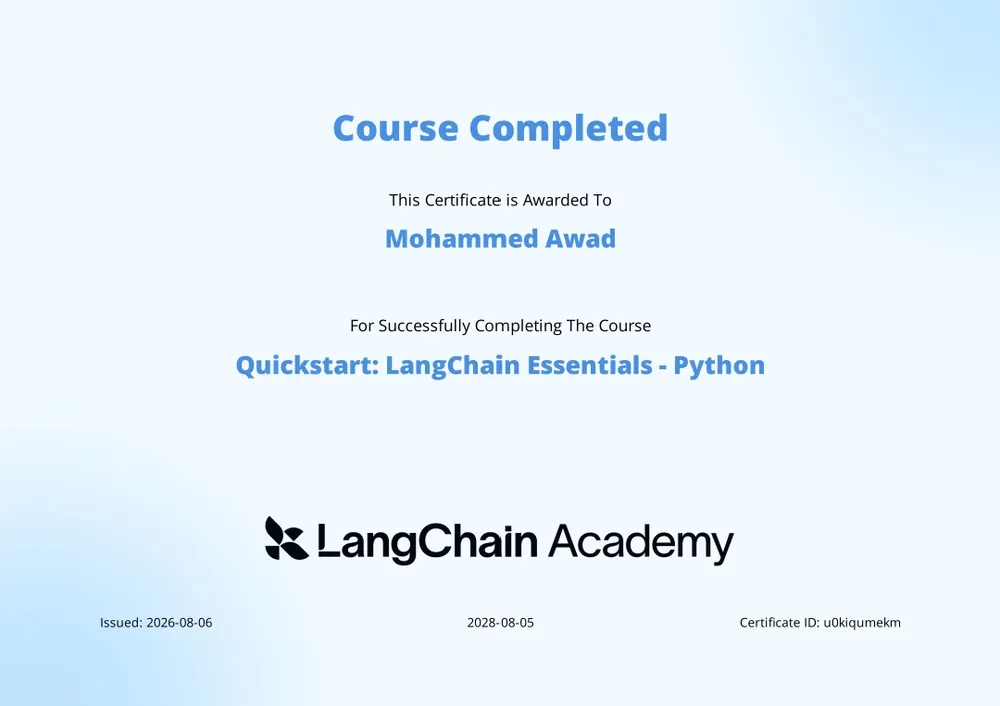 Course Completed
This Certificate is Awarded To
Mohammed Awad
For Successfully Completing The Course
Quickstart: LangChain Essentials - Python
LangChain Academy
Issued: 2026-08-06
2028-08-05
Certificate ID: u0kiqumekm